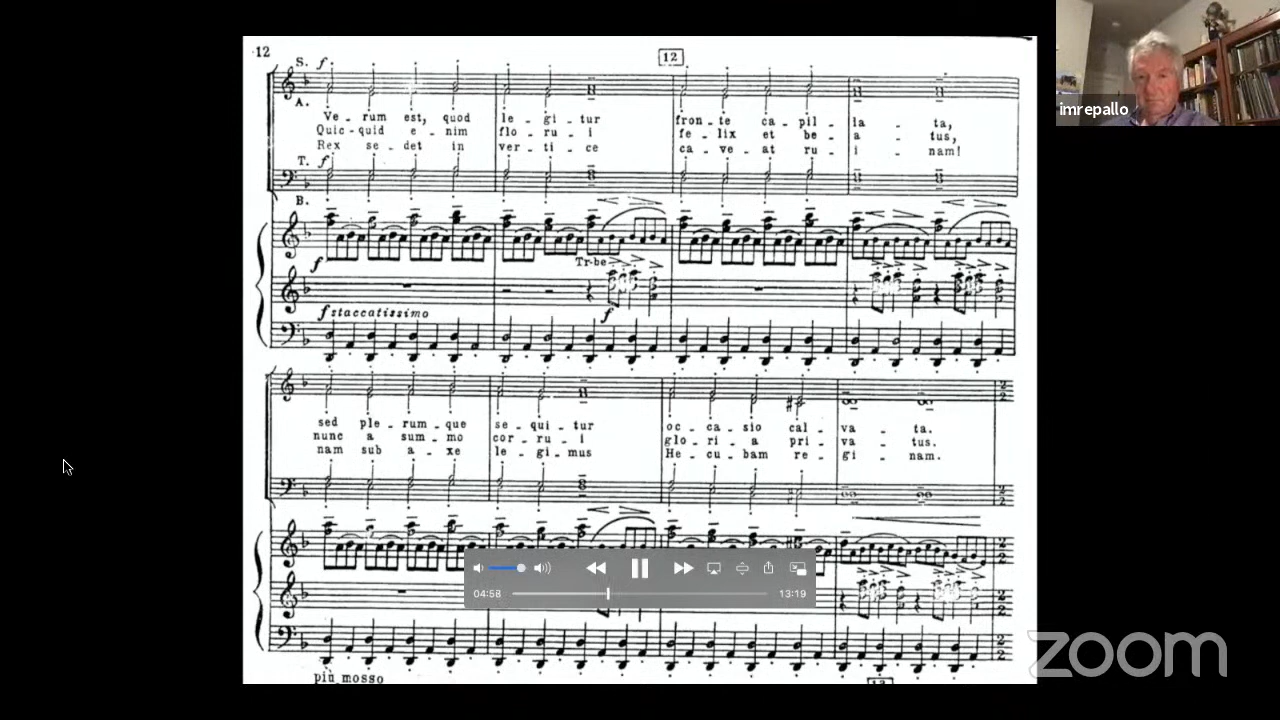 12
12
imrepallo
S. f
A.
Ve - rum est, quod le - gi - tur fron - te ca - pil - la - ta,
Quic - quid e - nim flo - ru - i fe - lix et be - a - tus,
Rex se - det in ver - ti - ce ca - ve - at ru - i - nam!
T. f
B.
f
Tr-be
f staccatissimo
f
sed ple - rum - que se - qui - tur oc - ca - sio cal - va - ta.
nunc a sum - mo cor - ru - i glo - ri - a pri - va - tus.
nam sub a - xe le - gi - mus He - cu - bam re - gi - nam.
04:58
13:19
più mosso
13
zoom